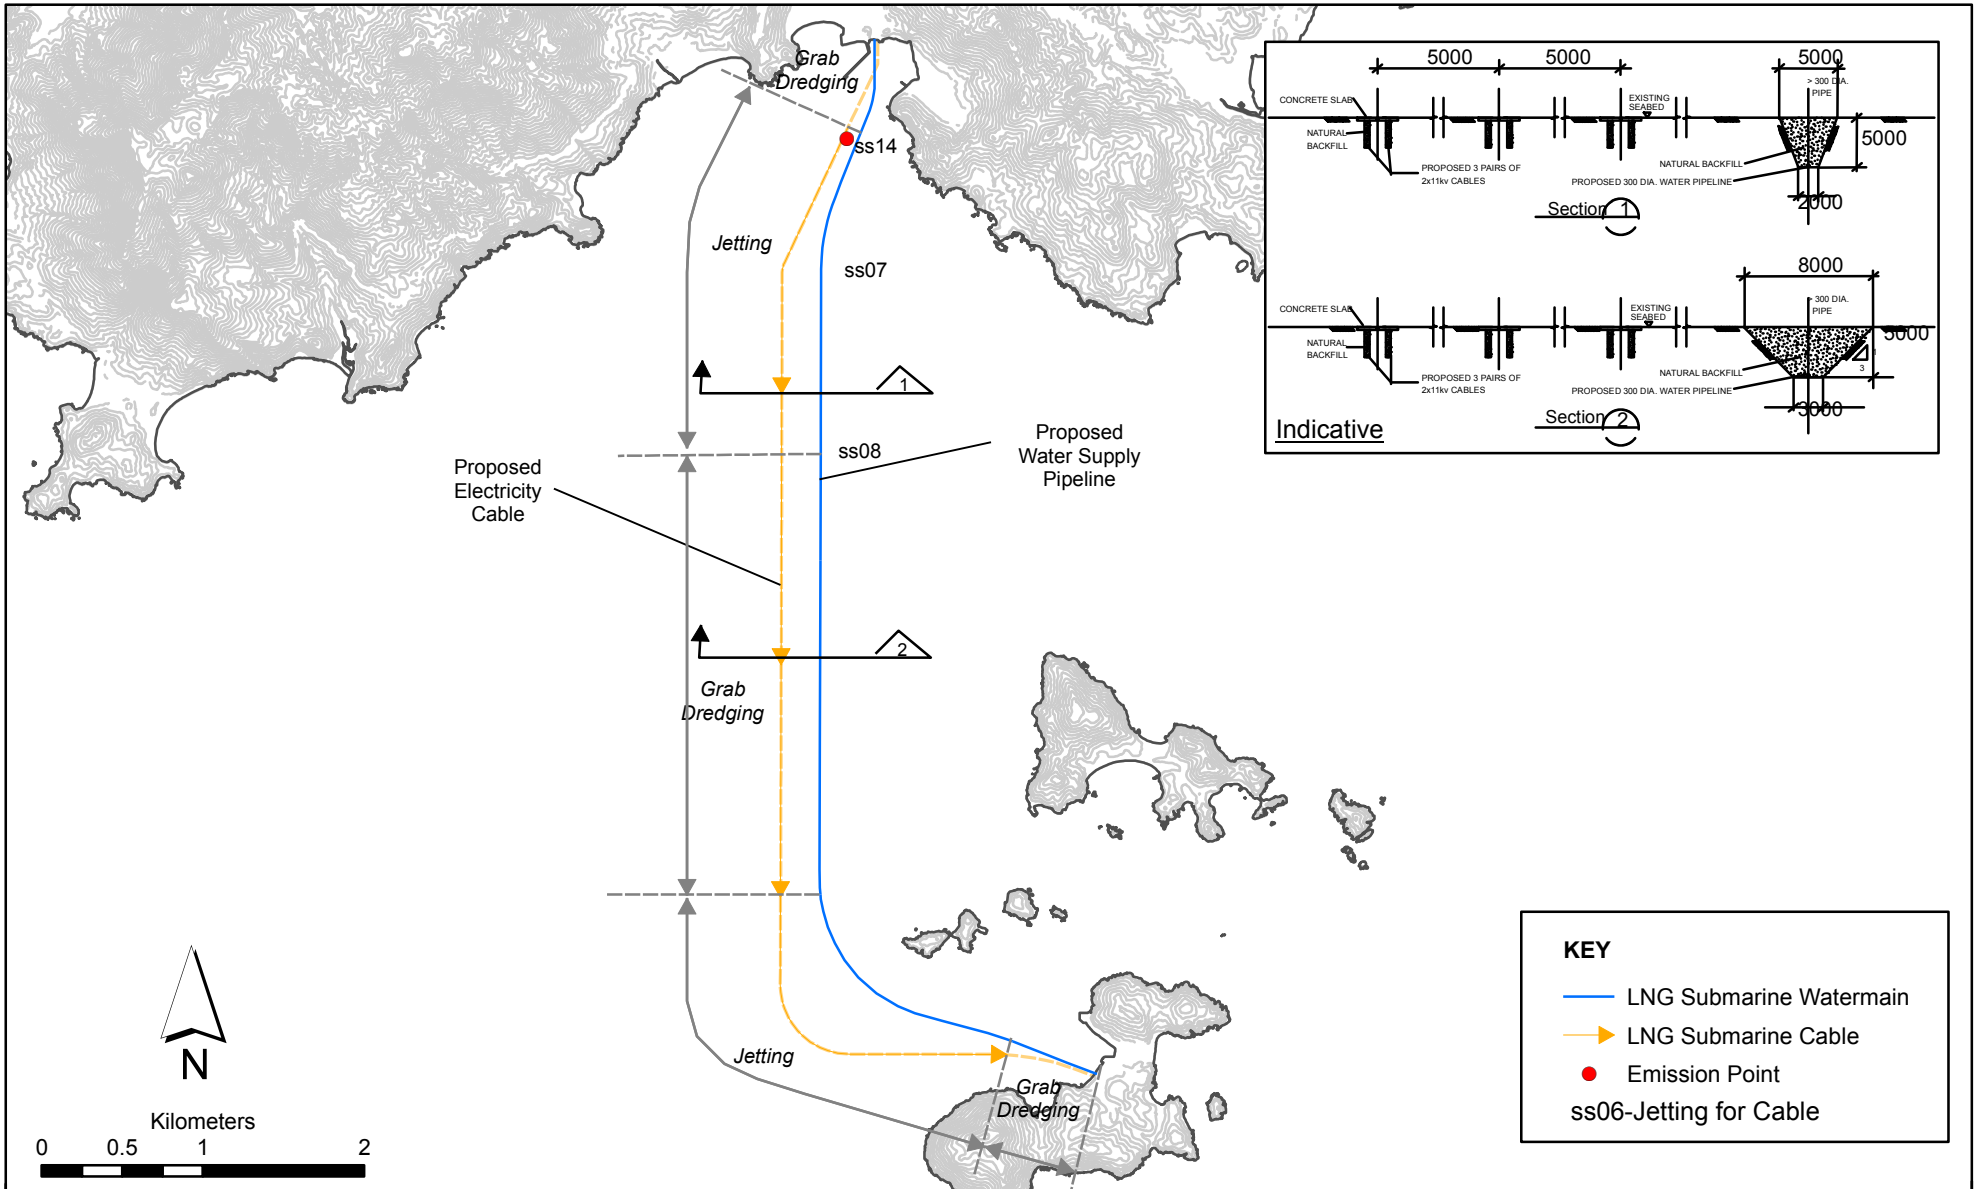 Grab
Dredging
ss14
Jetting
ss07
1
ss08
Proposed
Water Supply
Pipeline
Proposed
Electricity
Cable
2
Grab
Dredging
Jetting
Grab
Dredging
N
Kilometers
0 0.5 1 2
5000 5000 5000
> 300 DIA.
PIPE
CONCRETE SLAB
EXISTING
SEABED
NATURAL
BACKFILL
5000
NATURAL BACKFILL
PROPOSED 3 PAIRS OF
2x11kv CABLES
PROPOSED 300 DIA. WATER PIPELINE
2000
Section 1
8000
300 DIA.
PIPE
CONCRETE SLAB
EXISTING
SEABED
5000
NATURAL
BACKFILL
3
NATURAL BACKFILL
PROPOSED 3 PAIRS OF
2x11kv CABLES
PROPOSED 300 DIA. WATER PIPELINE
3000
Section 2
Indicative
KEY
LNG Submarine Watermain
LNG Submarine Cable
Emission Point
ss06-Jetting for Cable